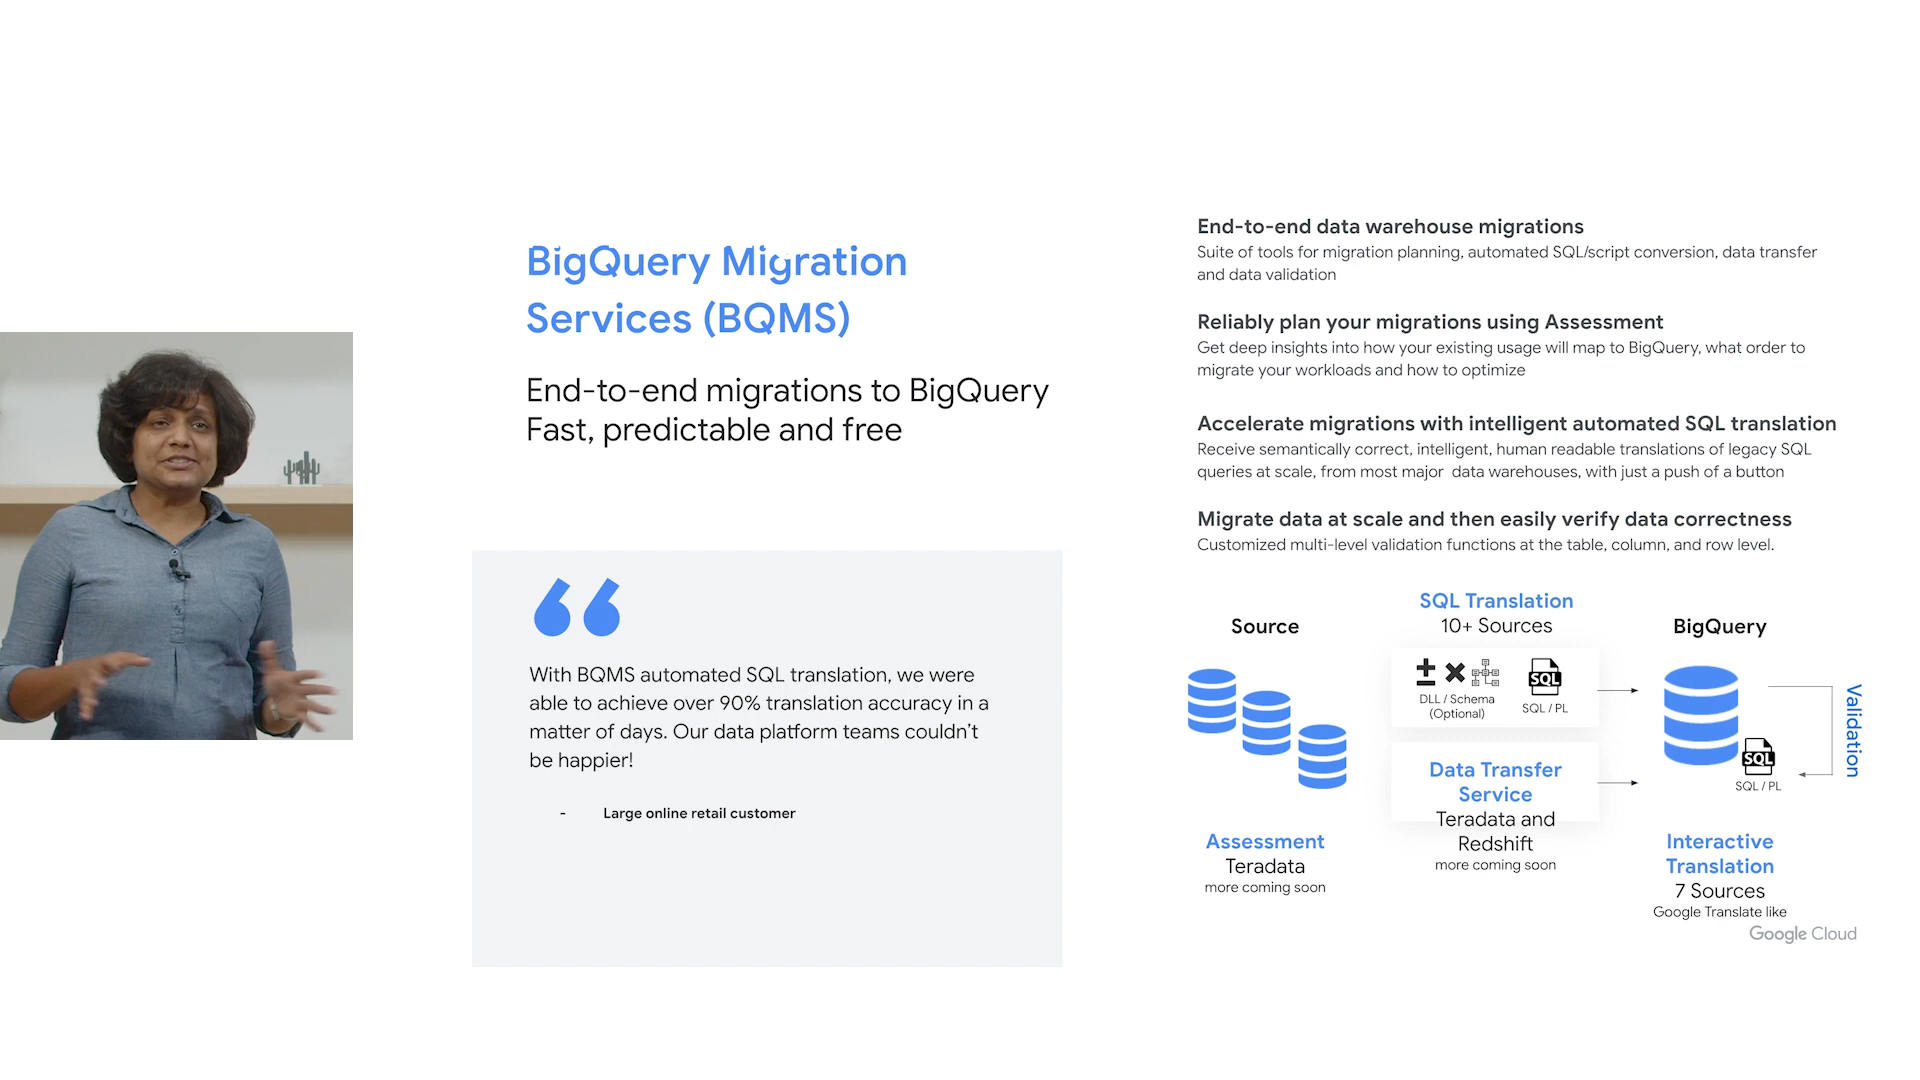 BigQuery Migration
Services (BQMS)
End-to-end migrations to BigQuery
Fast, predictable and free
With BQMS automated SQL translation, we were
able to achieve over 90% translation accuracy in a
matter of days. Our data platform teams couldn't
be happier!
- Large online retail customer
End-to-end data warehouse migrations
Suite of tools for migration planning, automated SQL/script conversion, data transfer
and data validation
Reliably plan your migrations using Assessment
Get deep insights into how your existing usage will map to BigQuery, what order to
migrate your workloads and how to optimize
Accelerate migrations with intelligent automated SQL translation
Receive semantically correct, intelligent, human readable translations of legacy SQL
queries at scale, from most major data warehouses, with just a push of a button
Migrate data at scale and then easily verify data correctness
Customized multi-level validation functions at the table, column, and row level.
Source
Assessment
Teradata
more coming soon
SQL Translation
10+ Sources
DLL / Schema
(Optional)
SQL
SQL / PL
Data Transfer
Service
Teradata and
Redshift
more coming soon
BigQuery
SQL
SQL / PL
Validation
Interactive
Translation
7 Sources
Google Translate like
Google Cloud